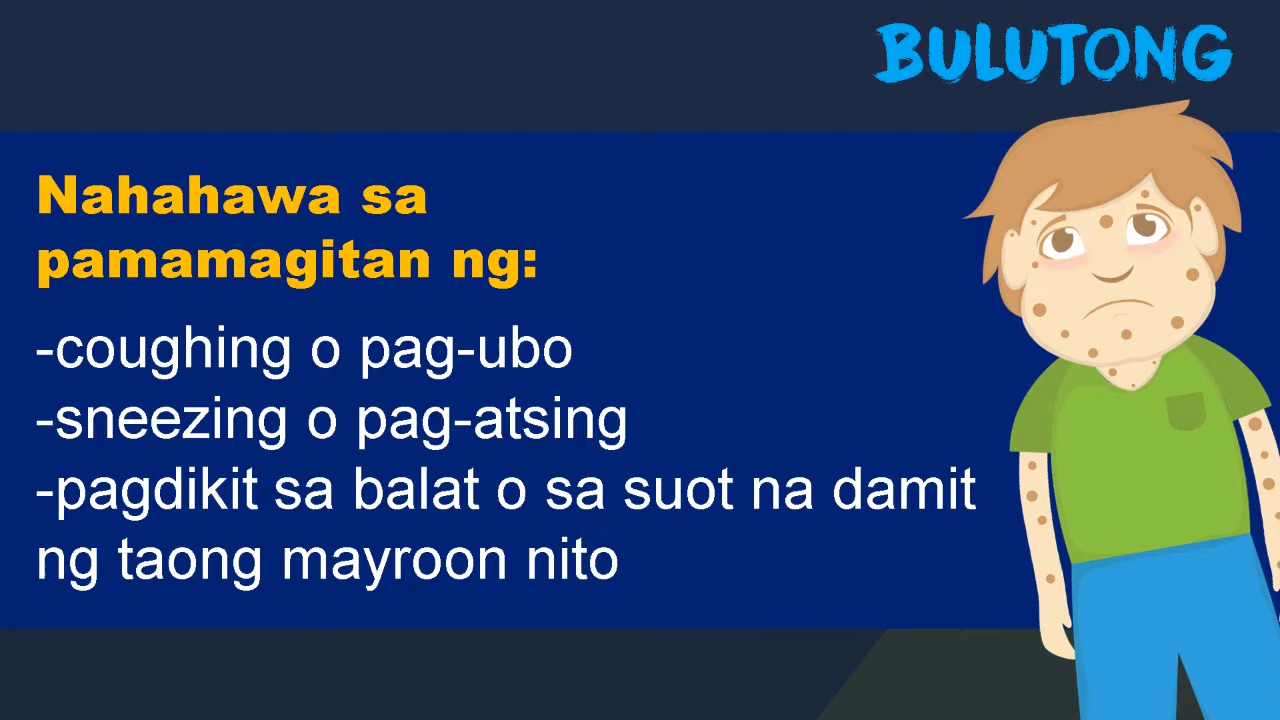 BULUTONG
Nahahawa sa
pamamagitan ng:
-coughing o pag-ubo
-sneezing o pag-atsing
-pagdikit sa balat o sa suot na damit
ng taong mayroon nito